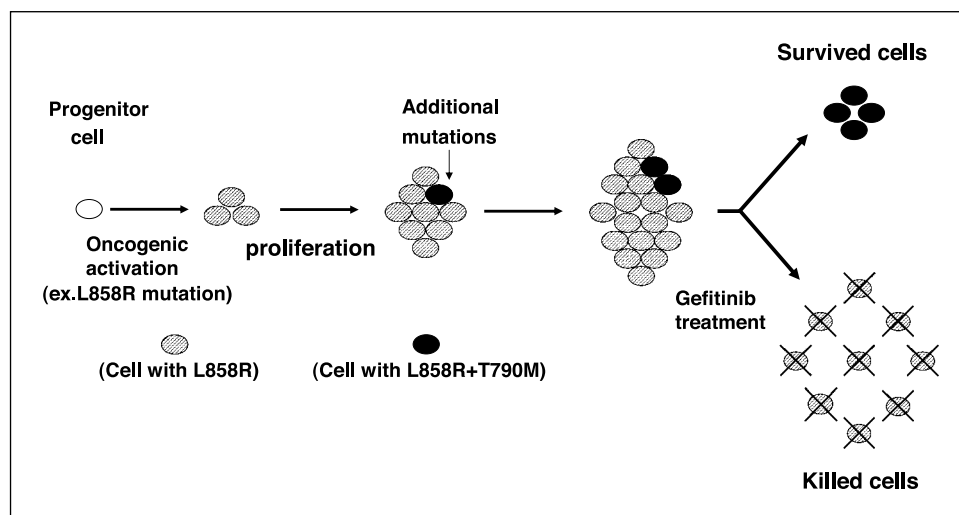 Survived cells
Progenitor
cell
Additional
mutations
Oncogenic
activation
(ex.L858R mutation)
proliferation
Gefitinib
treatment
(Cell with L858R)
(Cell with L858R+T790M)
Killed cells